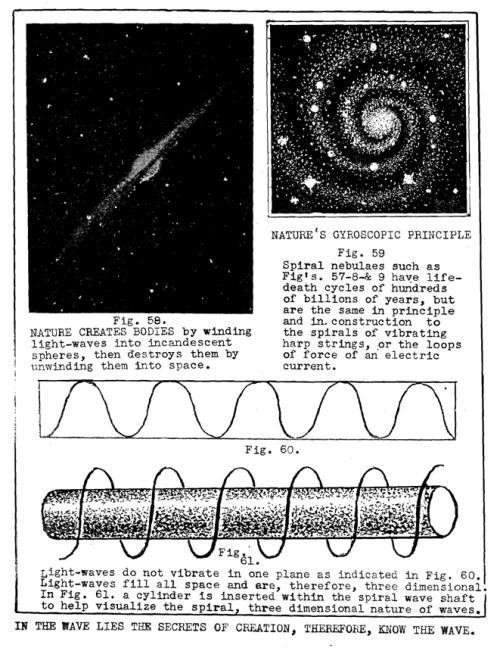 NATURE'S GYROSCOPIC PRINCIPLE
Fig. 59
Spiral nebulaes such as
Fig's. 57-8-& 9 have life-
death cycles of hundreds
of billions of years, but
are the same in principle
and in construction to
the spirals of vibrating
harp strings, or the loops
of force of an electric
current.
Fig. 58.
NATURE CREATES BODIES by winding
light-waves into incandescent
spheres, then destroys them by
unwinding them into space.
Fig. 60.
Fig.
61.
Light-waves do not vibrate in one plane as indicated in Fig. 60.
Light-waves fill all space and are, therefore, three dimensional.
In Fig. 61. a cylinder is inserted within the spiral wave shaft
to help visualize the spiral, three dimensional nature of waves.
IN THE WAVE LIES THE SECRETS OF CREATION, THEREFORE, KNOW THE WAVE.